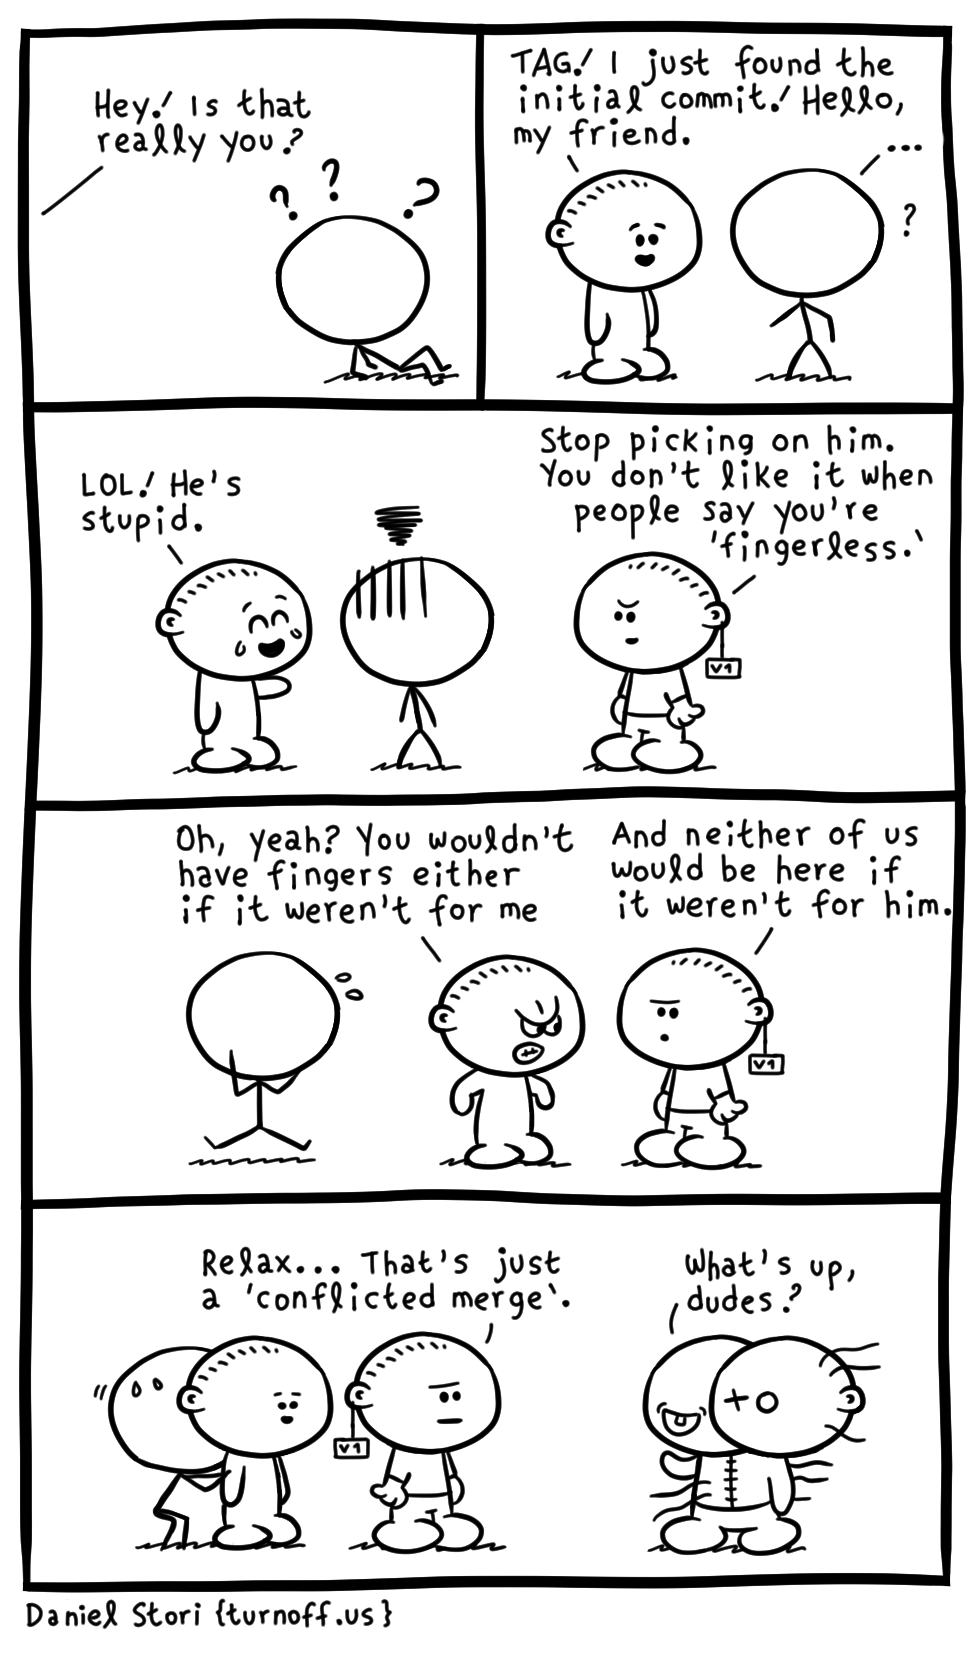 Hey! Is that
really you?
? ? ?
TAG! I just found the
initial commit! Hello,
my friend.
...
?
LOL! He's
stupid.
Stop picking on him.
You don't like it when
people say you're
'fingerless.'
V1
Oh, yeah? You wouldn't
have fingers either
if it weren't for me
And neither of us
would be here if
it weren't for him.
V1
Relax... That's just
a 'conflicted merge'.
What's up,
dudes?
V1
Daniel Stori {turnoff.us}